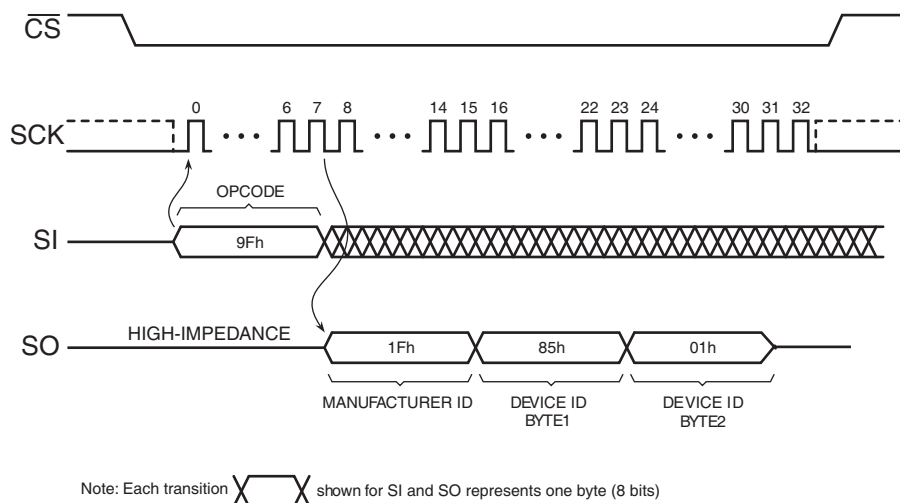 CS
0 6 7 8 14 15 16 22 23 24 30 31 32
SCK
OPCODE
SI
9Fh
HIGH-IMPEDANCE
SO
1Fh 85h 01h
MANUFACTURER ID DEVICE ID DEVICE ID
BYTE1 BYTE2
Note: Each transition shown for SI and SO represents one byte (8 bits)